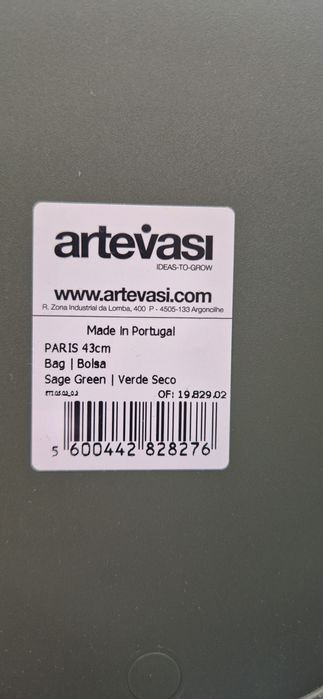 artevasi
IDEAS-TO-GROW
www.artevasi.com
R. Zona Industrial da Lomba, 400 P - 4505-133 Argoncilhe
Made In Portugal
PARIS 43cm
Bag | Bolsa
Sage Green | Verde Seco
OF: 19.829.02
5 600442 828276